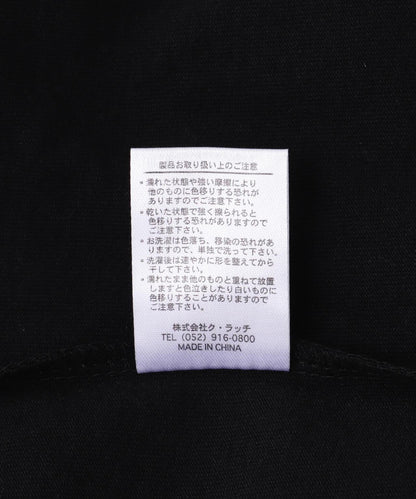 製品お取り扱い上のご注意
＊濡れた状態や強い摩擦により
他のものに色移りする恐れが
ありますのでご注意下さい。
＊乾いた状態で強く擦られると
色移りする恐れがありますので
ご注意下さい。
＊お洗濯は色落ち、移染の恐れがあ
りますので、単独で洗って下さい。
＊洗濯後は速やかに形を整えてから
干して下さい。
＊濡れたまま他のものと重ねて放置
しますと色泣きしたり白いものに
色移りすることがありますので
ご注意下さい。
株式会社ク・ラッチ
TEL (052) 916-0800
MADE IN CHINA